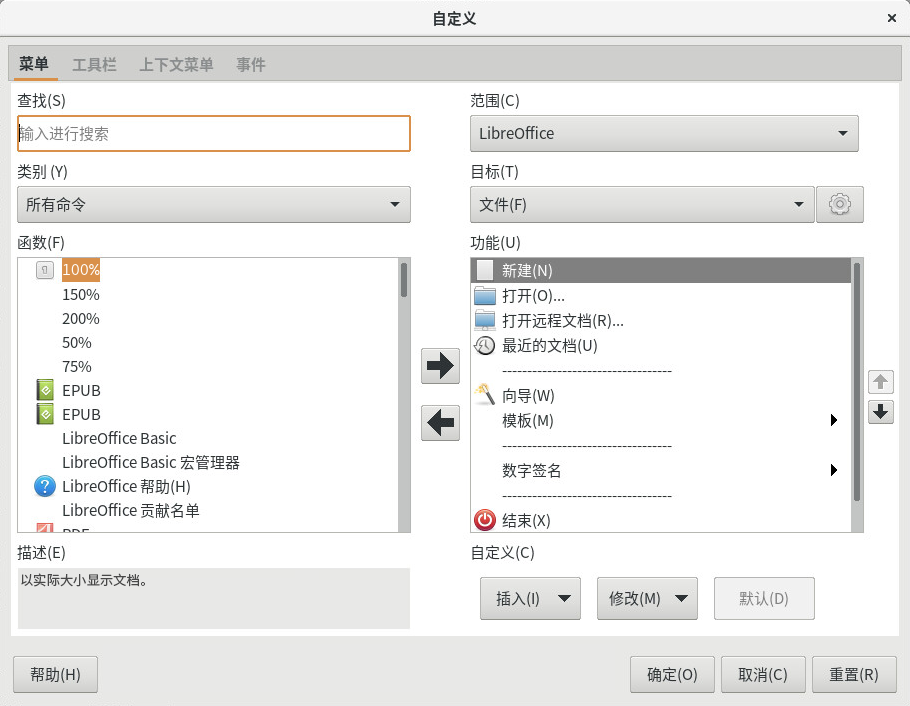 自定义
菜单 工具栏 上下文菜单 事件
查找(S)
输入进行搜索
类别 (Y)
所有命令
函数(F)
100%
150%
200%
50%
75%
EPUB
EPUB
LibreOffice Basic
LibreOffice Basic 宏管理器
LibreOffice 帮助(H)
LibreOffice 贡献名单
描述(E)
以实际大小显示文档。
范围(C)
LibreOffice
目标(T)
文件(F)
功能(U)
新建(N)
打开(O)...
打开远程文档(R)...
最近的文档(U)
----------------------------------
向导(W)
模板(M)
----------------------------------
数字签名
----------------------------------
结束(X)
自定义(C)
插入(I) 修改(M) 默认(D)
帮助(H) 确定(O) 取消(C) 重置(R)